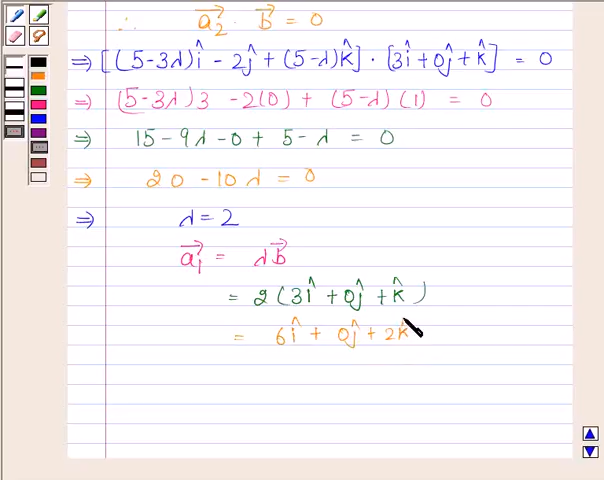 ∴ a₂⃗ · b⃗ = 0
⇒ [(5-3λ)î - 2ĵ + (5-λ)k̂] · [3î + 0ĵ + k̂] = 0
⇒ (5-3λ)3 - 2(0) + (5-λ)(1) = 0
⇒ 15 - 9λ - 0 + 5 - λ = 0
⇒ 20 - 10λ = 0
⇒ λ = 2
a₁⃗ = λb⃗
= 2(3î + 0ĵ + k̂)
= 6î + 0ĵ + 2k̂